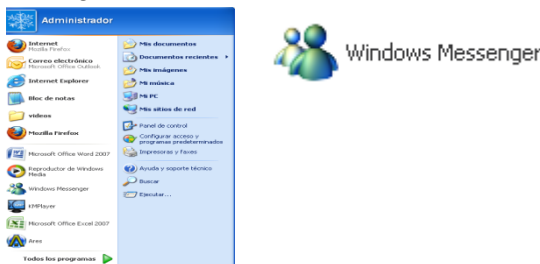 Administrador
Internet
Mozilla Firefox
Correo electrónico
Microsoft Office Outlook
Internet Explorer
Bloc de notas
videos
Mozilla Firefox
Microsoft Office Word 2007
Reproductor de Windows
Media
Windows Messenger
KMPlayer
Microsoft Office Excel 2007
Ares
Todos los programas
Mis documentos
Documentos recientes
Mis imágenes
Mi música
Mi PC
Mis sitios de red
Panel de control
Configurar acceso y
programas predeterminados
Impresoras y faxes
Ayuda y soporte técnico
Buscar
Ejecutar...
Windows Messenger